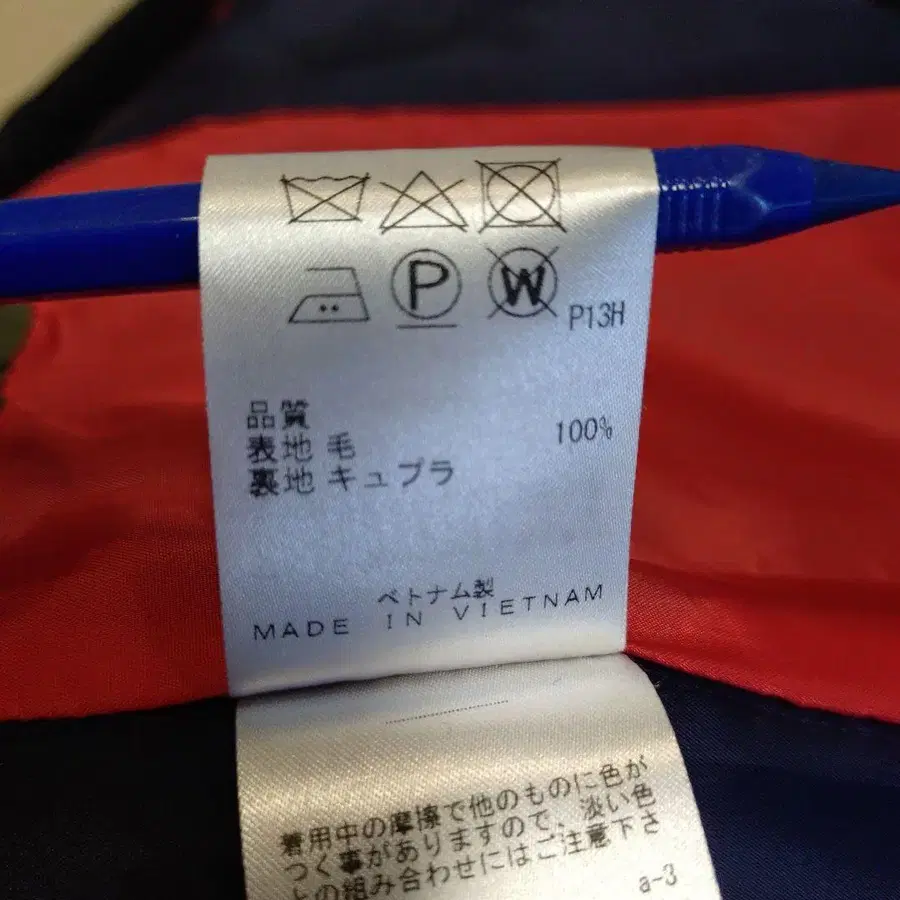 P
W
P13H
品質
表地 毛 100%
裏地 キュプラ
ベトナム製
MADE IN VIETNAM
着用中の摩擦で他のものに色が
つく事がありますので、淡い色
との組み合わせにはご注意下さ
a-3